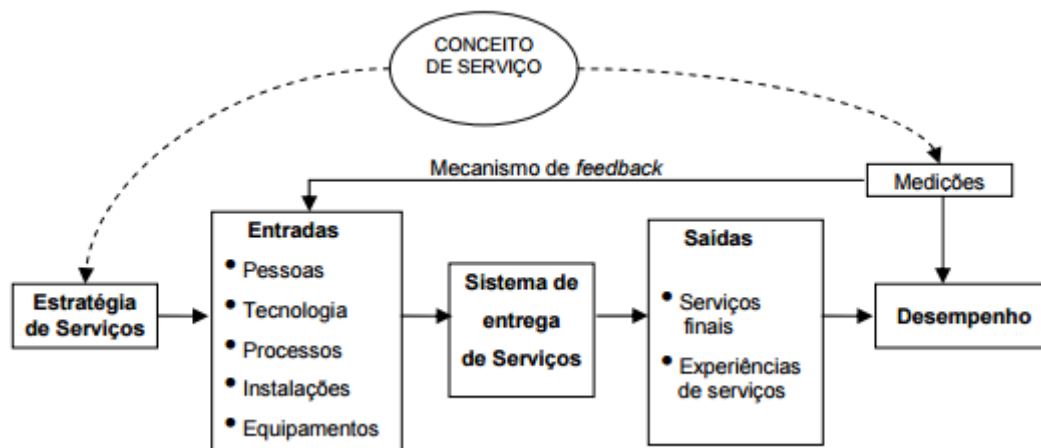 CONCEITO
DE SERVIÇO
Mecanismo de feedback
Medições
Entradas
• Pessoas
• Tecnologia
• Processos
• Instalações
• Equipamentos
Saídas
• Serviços
finais
• Experiências
de serviços
Estratégia
de Serviços
Sistema de
entrega
de Serviços
Desempenho